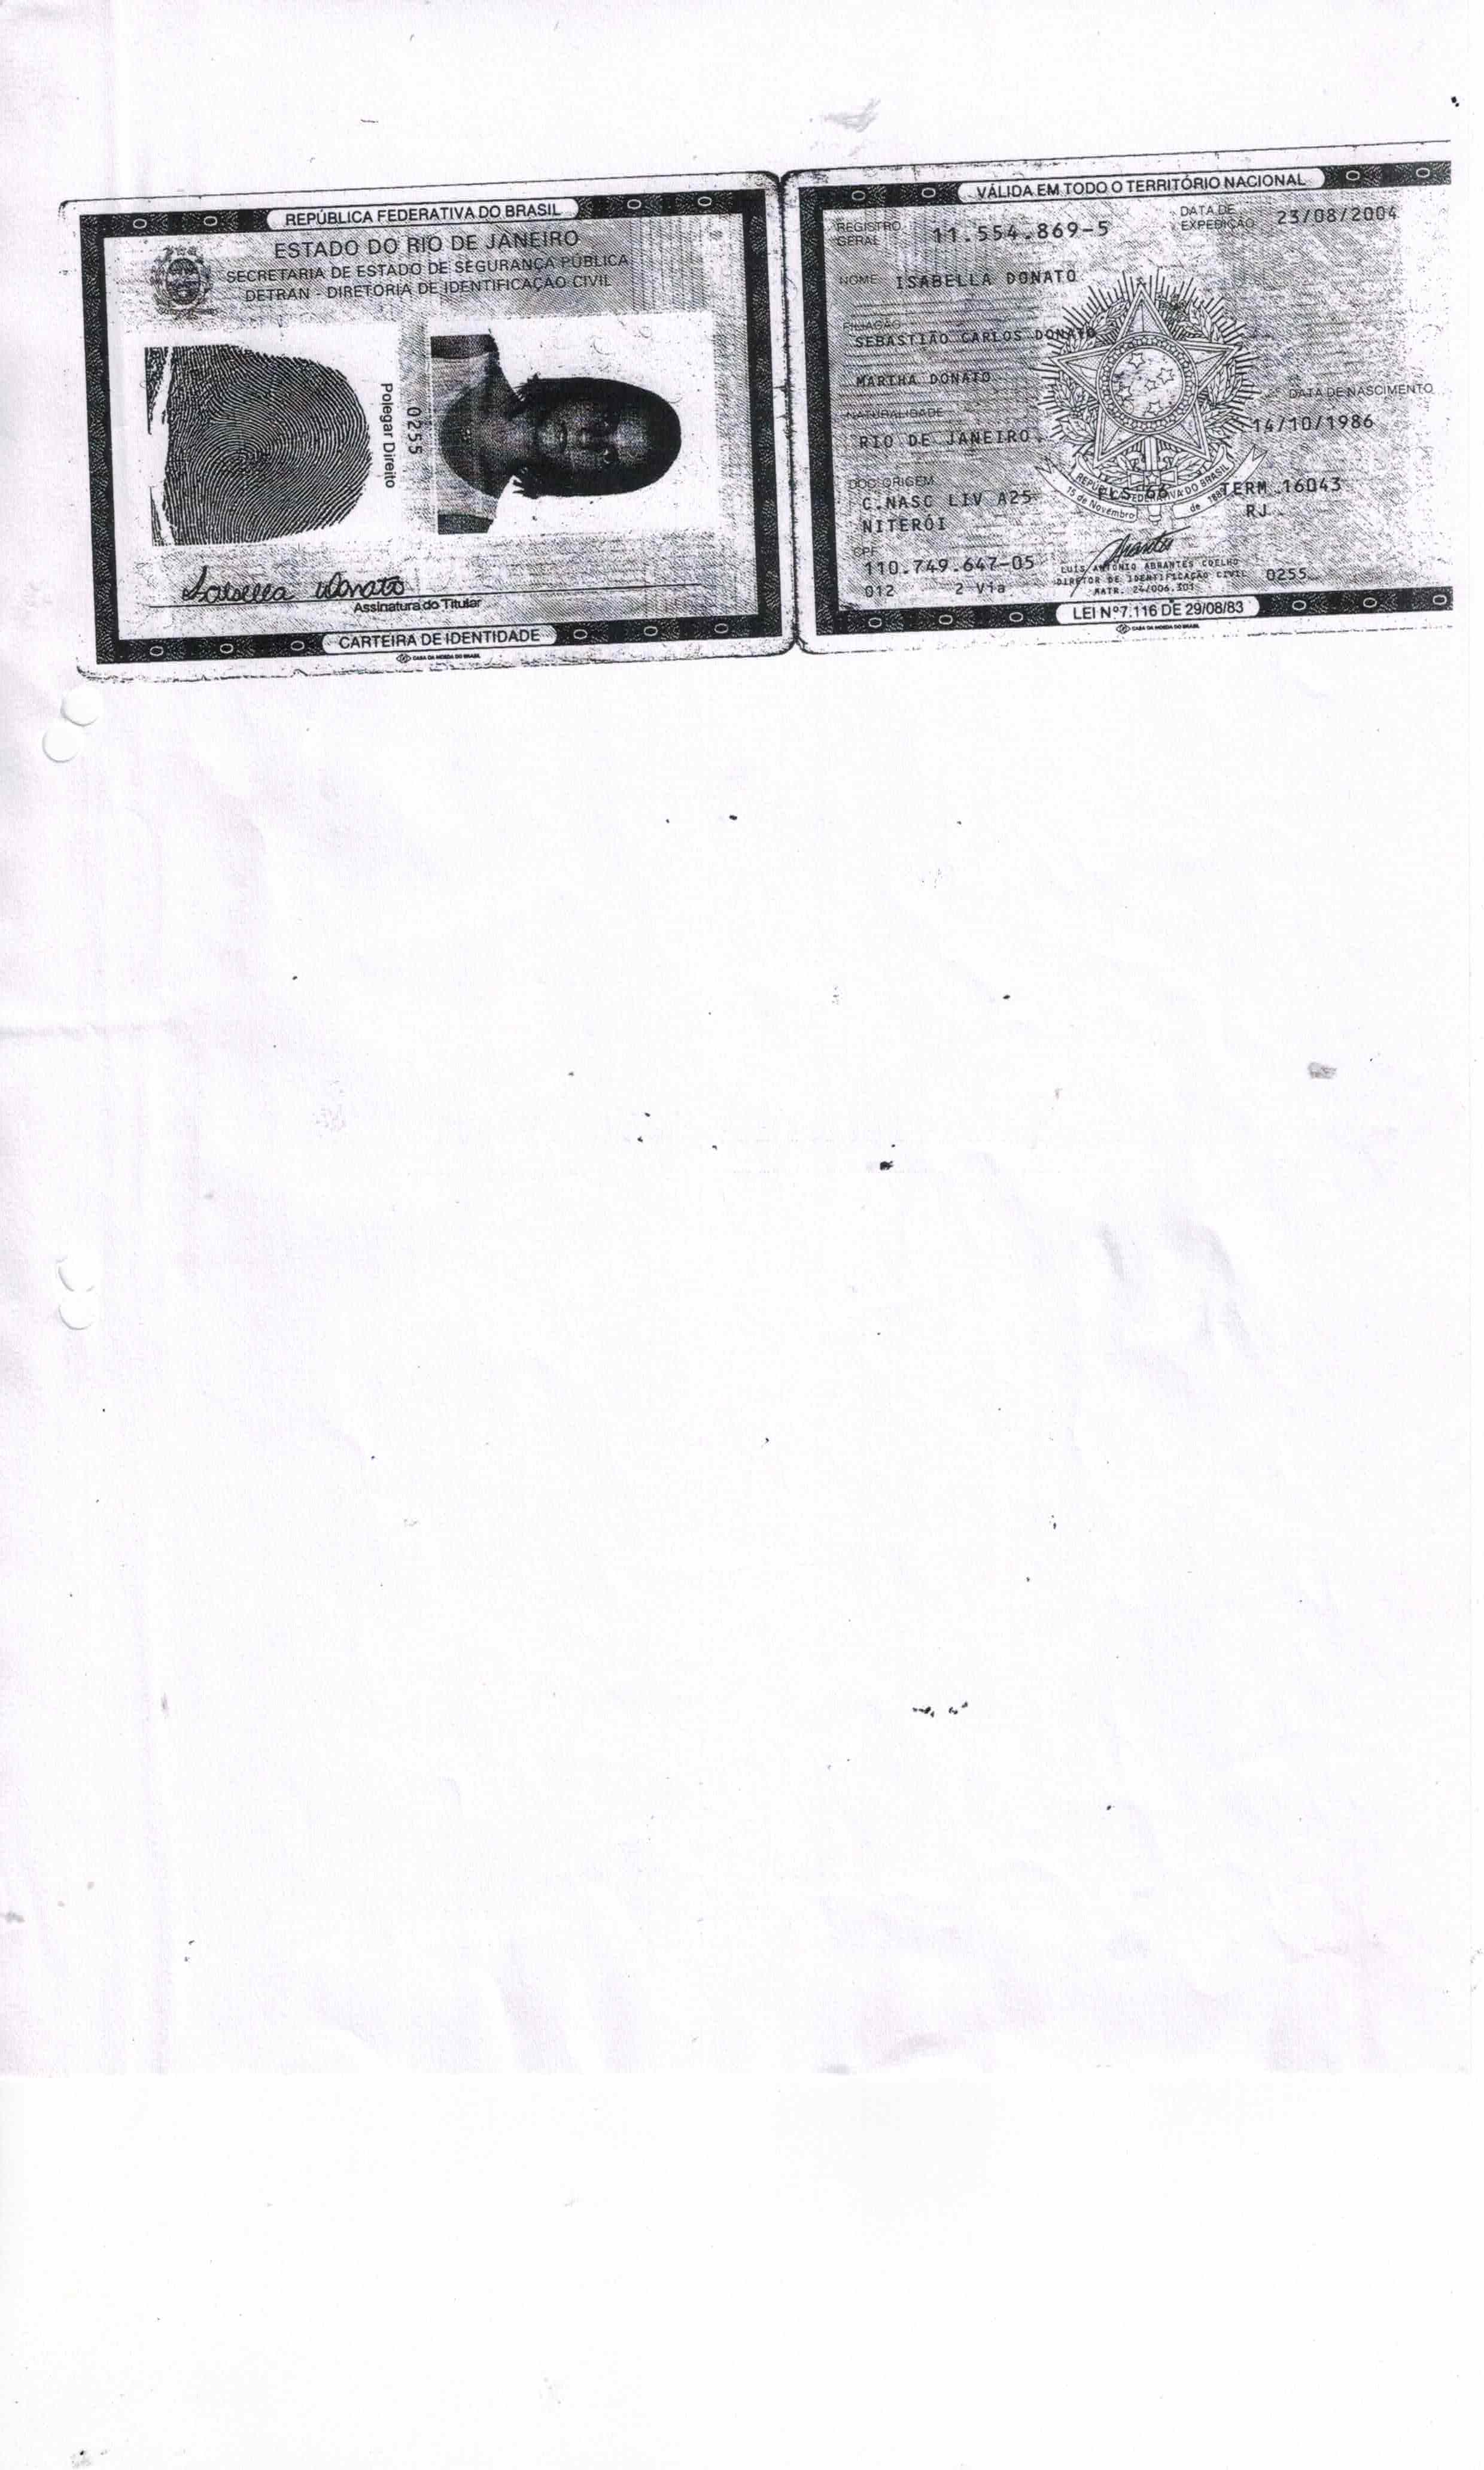 REPÚBLICA FEDERATIVA DO BRASIL
ESTADO DO RIO DE JANEIRO
SECRETARIA DE ESTADO DE SEGURANÇA PÚBLICA
DETRAN - DIRETORIA DE IDENTIFICAÇÃO CIVIL
Polegar Direito
0255
Isabella Donato
Assinatura do Titular
CARTEIRA DE IDENTIDADE
CASA DA MOEDA DO BRASIL
VÁLIDA EM TODO O TERRITÓRIO NACIONAL
REGISTRO GERAL 11.554.869-5 DATA DE EXPEDIÇÃO 23/08/2004
NOME ISABELLA DONATO
FILIAÇÃO
SEBASTIÃO CARLOS DONATO
MARTHA DONATO
NATURALIDADE DATA DE NASCIMENTO
RIO DE JANEIRO 14/10/1986
DOC ORIGEM
C.NASC LIV A25 FLS 66 TERM 16043
NITERÓI RJ
REPÚBLICA FEDERATIVA DO BRASIL
15 de Novembro de 1889
CPF
110.749.647-05
LUIS ANTÔNIO ABRANTES COELHO
DIRETOR DE IDENTIFICAÇÃO CIVIL 0255
012 2 Via MATR. 24/006.301
LEI Nº 7.116 DE 29/08/83
CASA DA MOEDA DO BRASIL